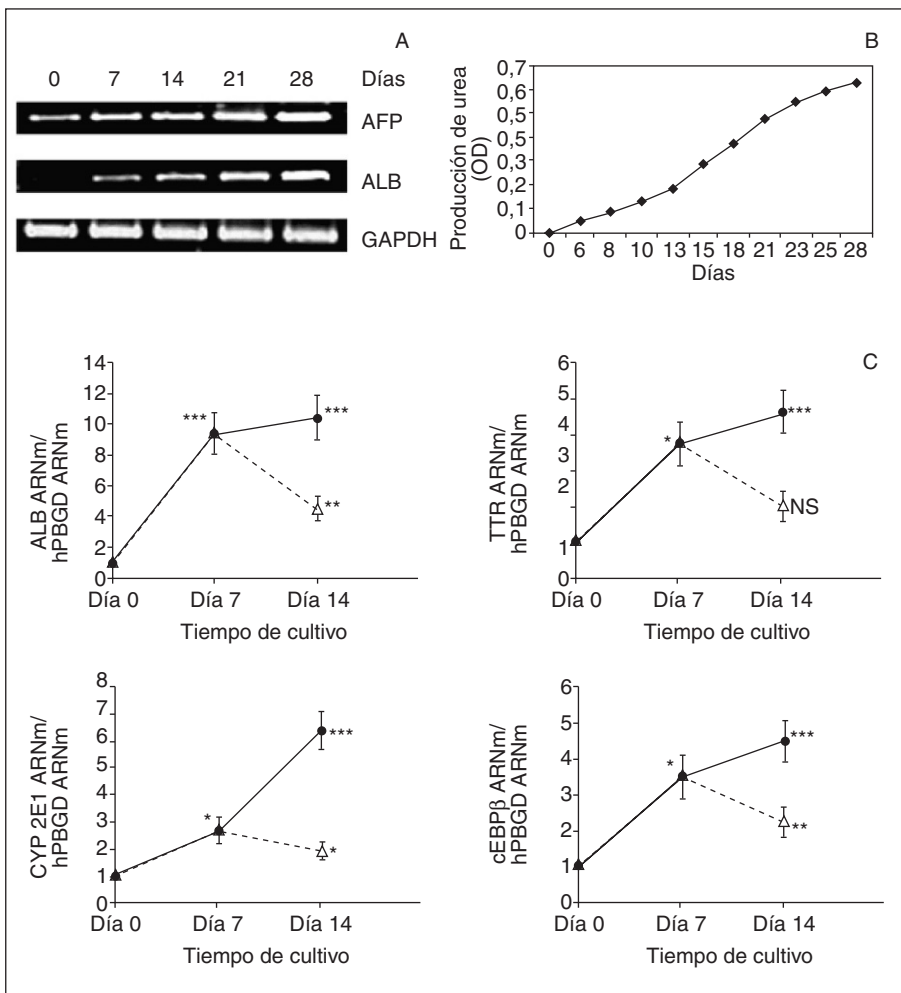 A
0 7 14 21 28 Días
AFP
ALB
GAPDH
B
Producción de urea
(OD)
0,7
0,6
0,5
0,5
0,3
0,2
0,1
0
0 6 8 10 13 15 18 21 23 25 28
Días
ALB ARNm/
hPBGD ARNm
14
12
10
8
6
4
2
0
***
***
**
Día 0 Día 7 Día 14
Tiempo de cultivo
C
TTR ARNm/
hPBGD ARNm
6
5
4
3
2
1
0
*
***
NS
Día 0 Día 7 Día 14
Tiempo de cultivo
CYP 2E1 ARNm/
hPBGD ARNm
8
7
6
5
4
3
2
1
0
*
***
*
Día 0 Día 7 Día 14
Tiempo de cultivo
cEBPβ ARNm/
hPBGD ARNm
6
5
4
3
2
1
0
*
***
**
Día 0 Día 7 Día 14
Tiempo de cultivo